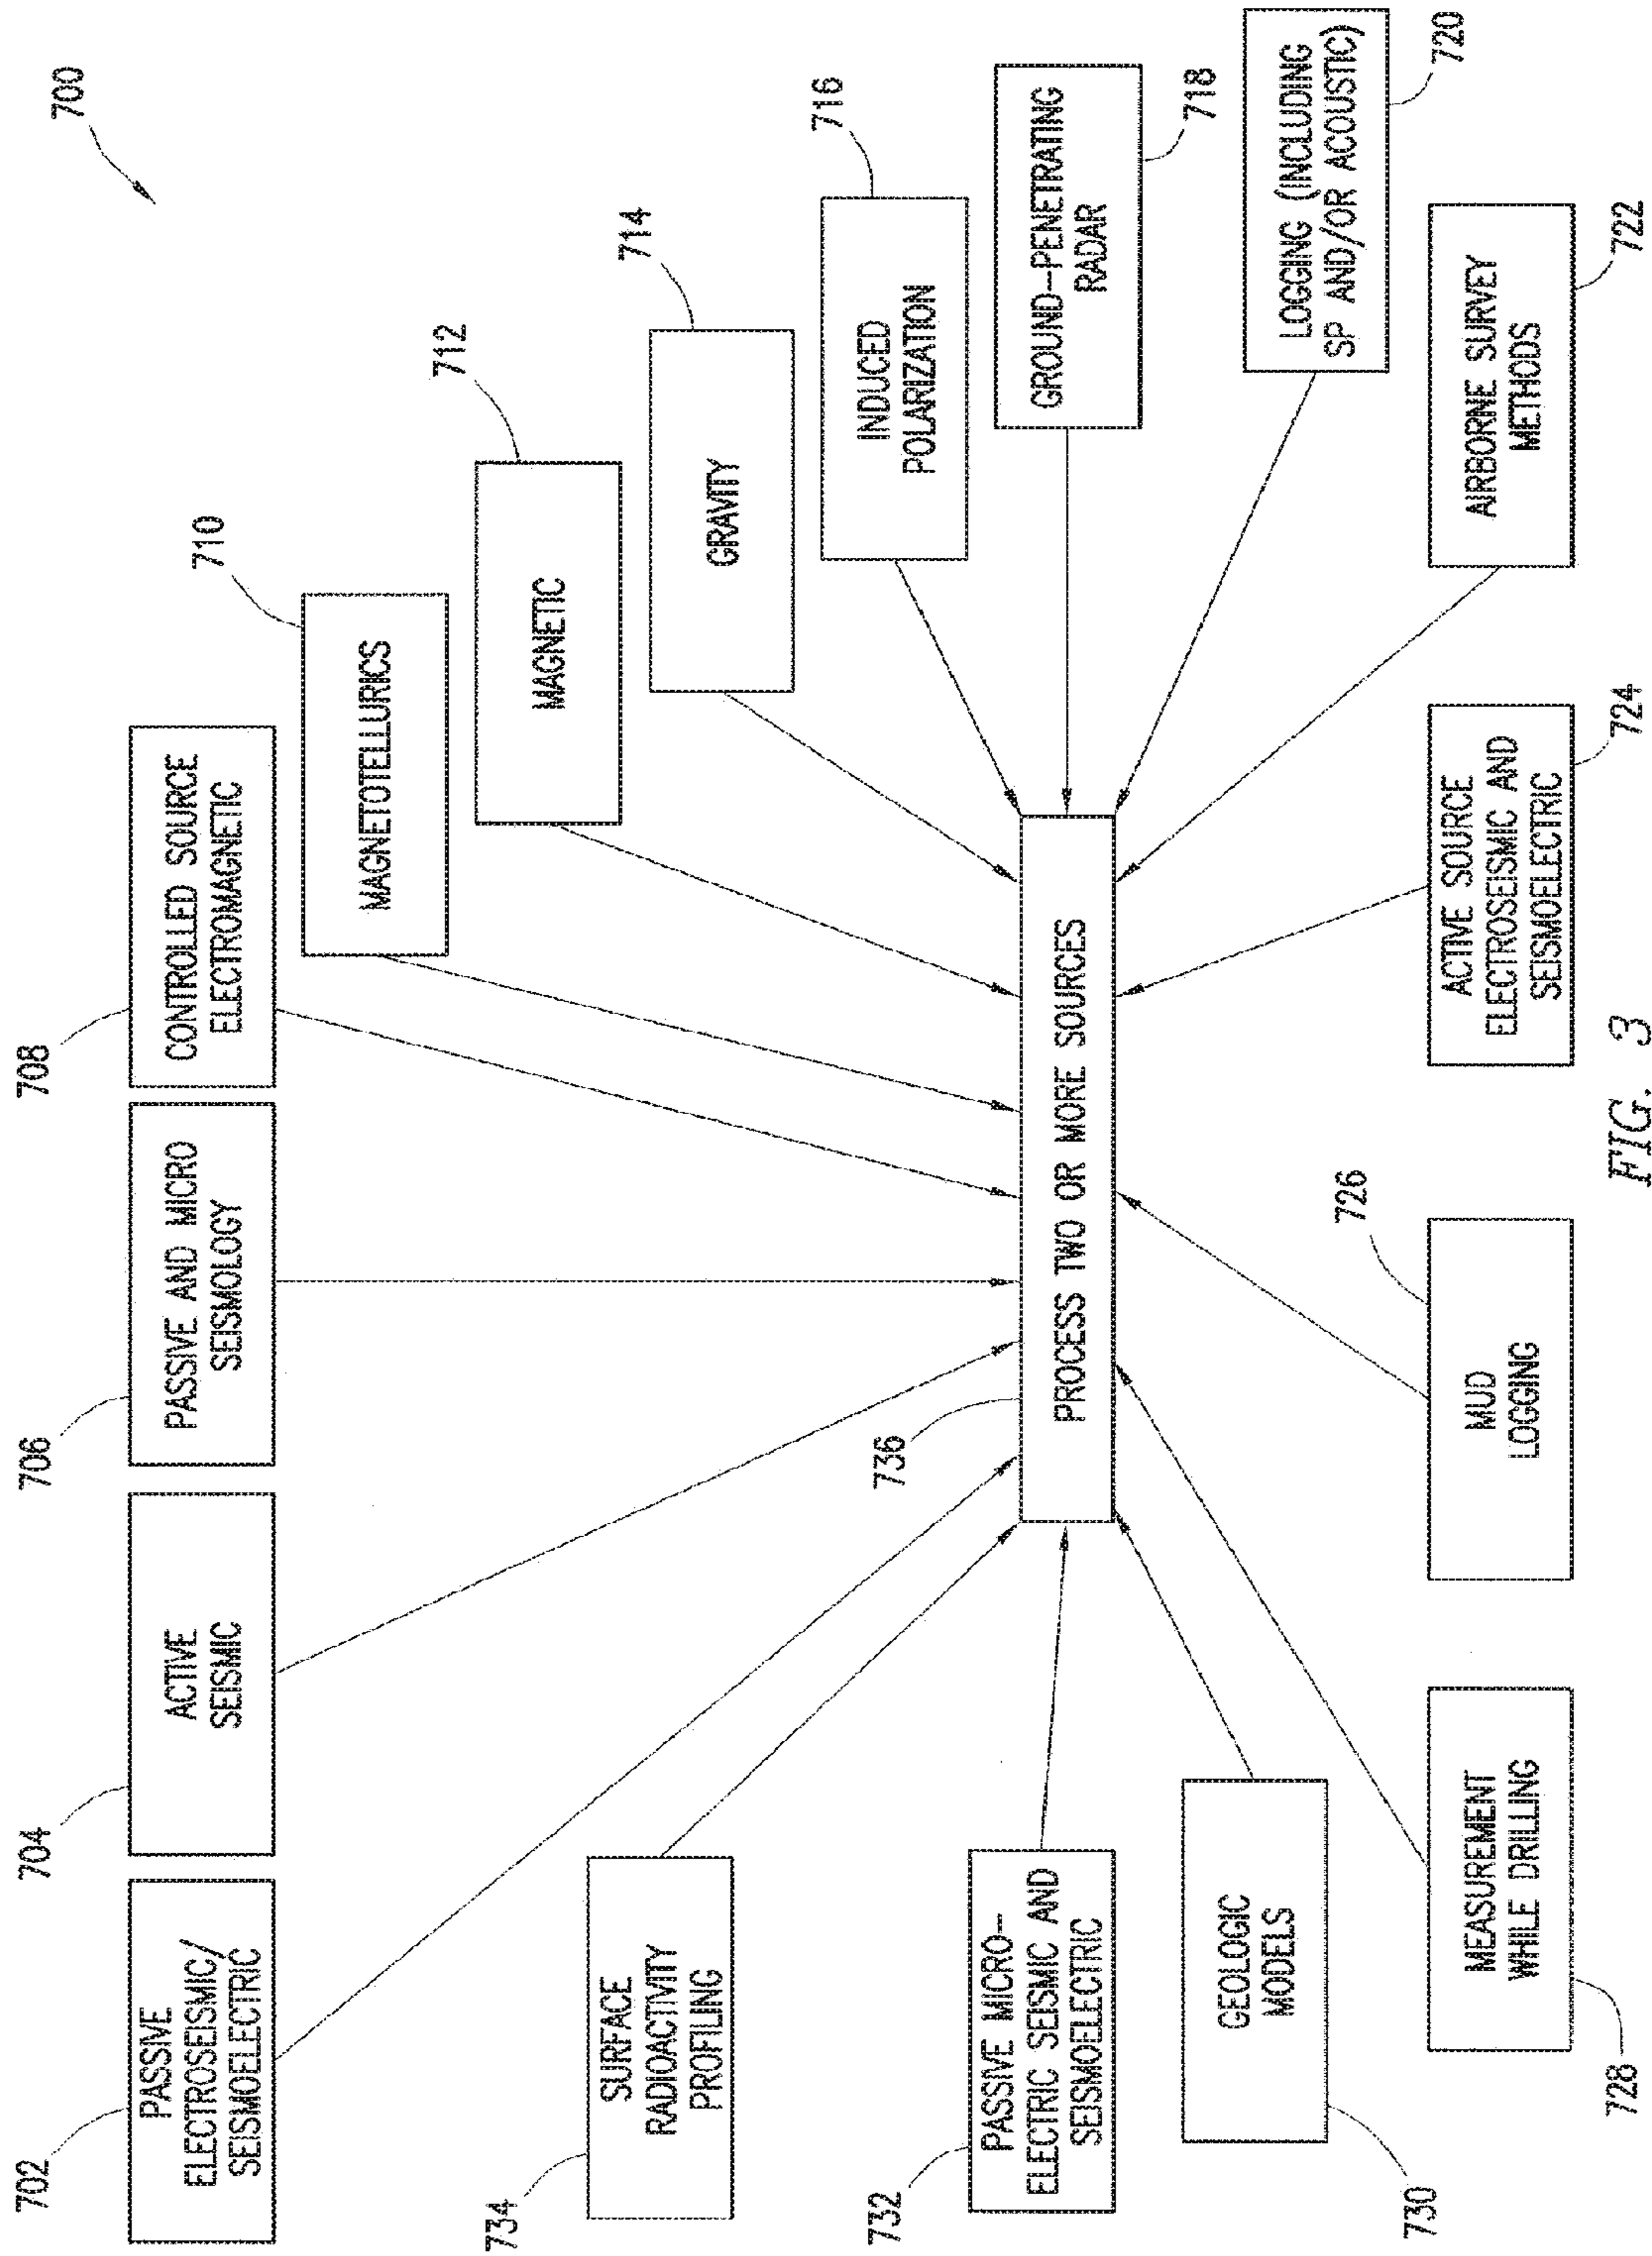 700
702
PASSIVE
ELECTROSEISMIC/
SEISMOELECTRIC
704
ACTIVE
SEISMIC
706
PASSIVE AND MICRO
SEISMOLOGY
708
CONTROLLED SOURCE
ELECTROMAGNETIC
710
MAGNETOTELLURICS
712
MAGNETIC
714
GRAVITY
716
INDUCED
POLARIZATION
GROUND-PENETRATING
RADAR
718
LOGGING (INCLUDING
SP AND/OR ACOUSTIC)
720
AIRBORNE SURVEY
METHODS
722
ACTIVE SOURCE
ELECTROSEISMIC AND
SEISMOELECTRIC
724
726
MUD
LOGGING
MEASUREMENT
WHILE DRILLING
728
GEOLOGIC
MODELS
730
732
PASSIVE MICRO-
ELECTRIC SEISMIC AND
SEISMOELECTRIC
734
SURFACE
RADIOACTIVITY
PROFILING
736
PROCESS TWO OR MORE SOURCES
FIG. 3